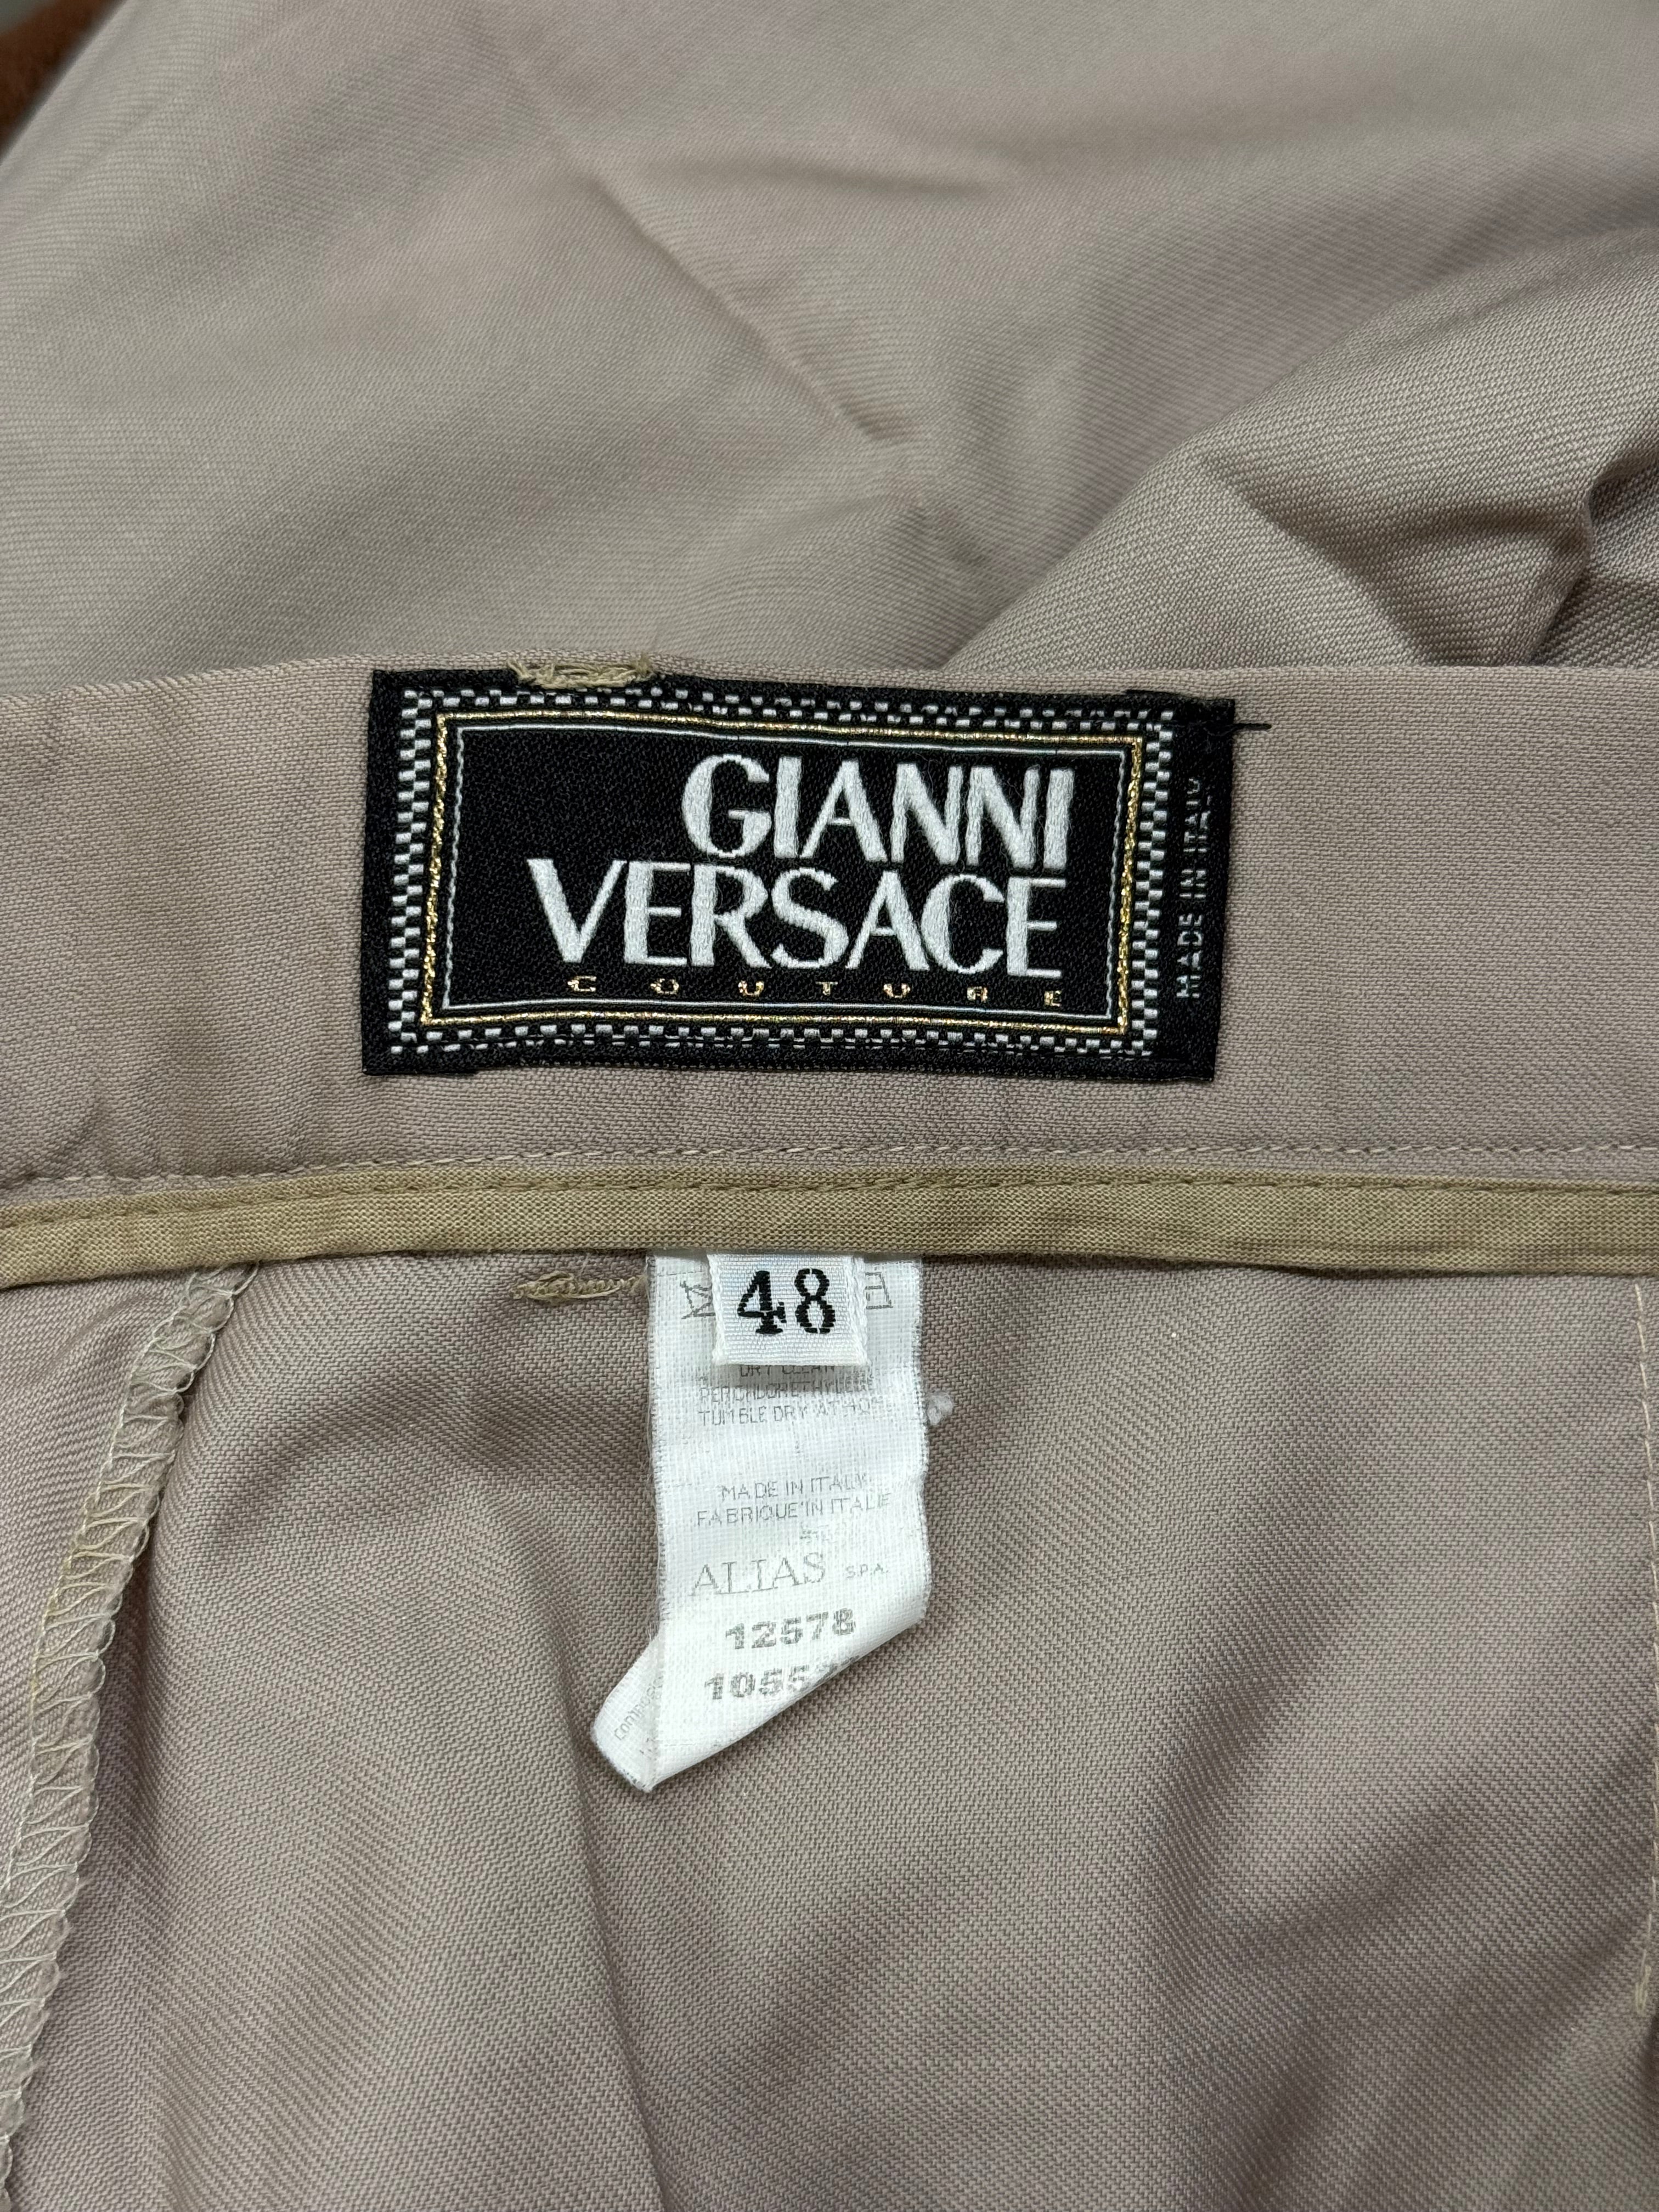 GIANNI
VERSACE
COUTURE
MADE IN ITALY
48
DRY CLEAN
PERCHLORETHYLENE
TUMBLE DRY AT 40°
MADE IN ITALY
FABRIQUE'IN ITALIE
ALIAS S.P.A.
12578